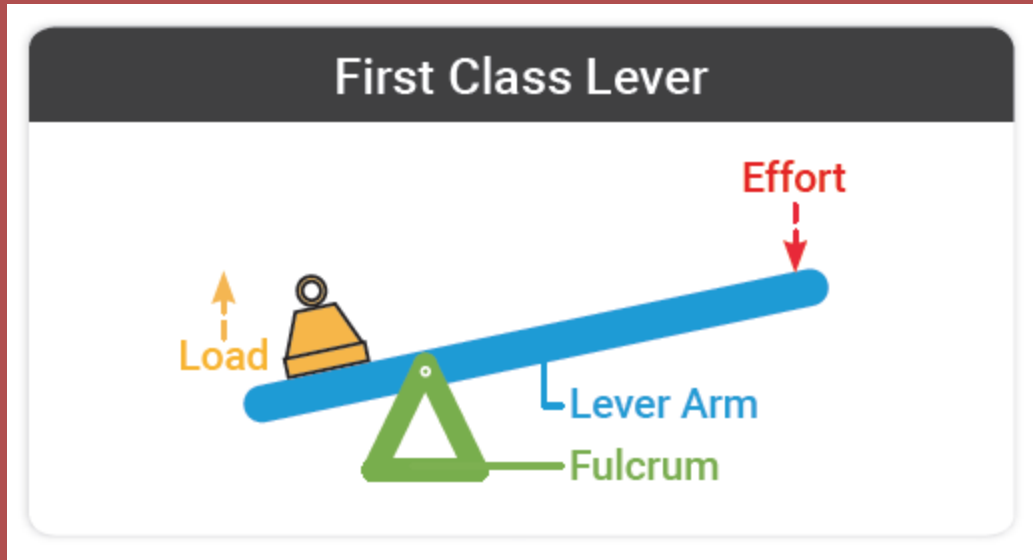 First Class Lever
Effort
Load
Lever Arm
Fulcrum